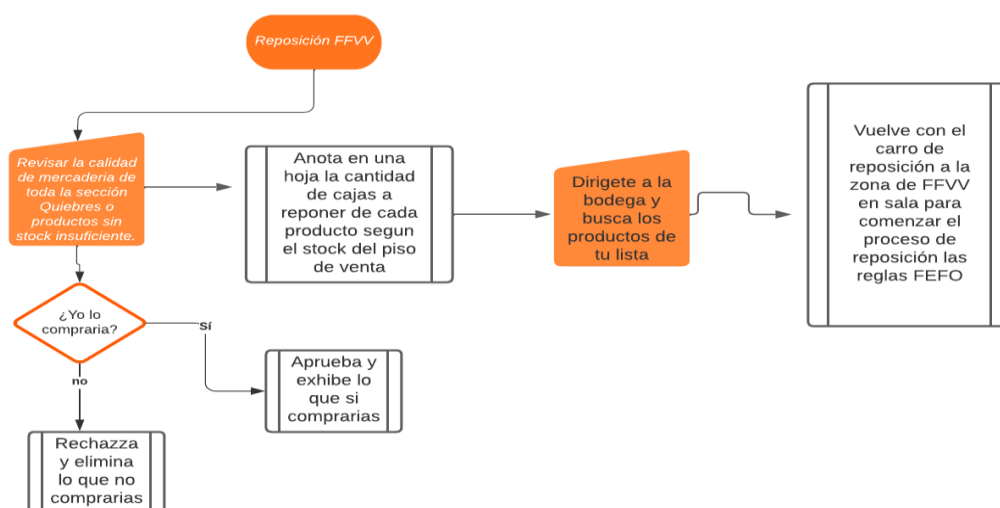 Reposición FFVV
Revisar la calidad
de mercaderia de
toda la sección
Quiebres o
productos sin
stock insuficiente.
Anota en una
hoja la cantidad
de cajas a
reponer de cada
producto segun
el stock del piso
de venta
Dirigete a la
bodega y
busca los
productos de
tu lista
Vuelve con el
carro de
reposición a la
zona de FFVV
en sala para
comenzar el
proceso de
reposición las
reglas FEFO
¿Yo lo
compraria?
Sí
no
Aprueba y
exhibe lo
que si
comprarias
Rechazza
y elimina
lo que no
comprarias